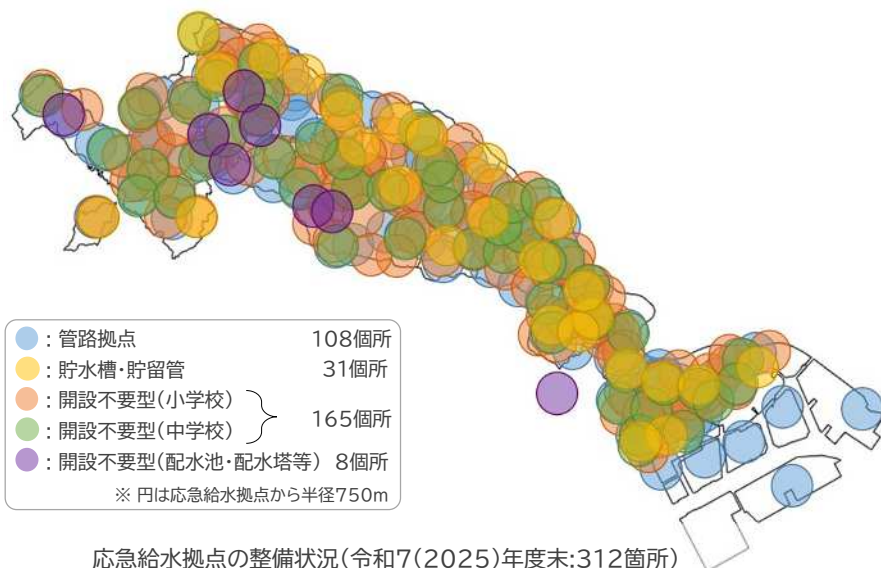 ：管路拠点 108個所
：貯水槽・貯留管 31個所
：開設不要型(小学校)
165個所
：開設不要型(中学校)
：開設不要型(配水池・配水塔等) 8個所
※ 円は応急給水拠点から半径750m
応急給水拠点の整備状況(令和7(2025)年度末:312箇所)